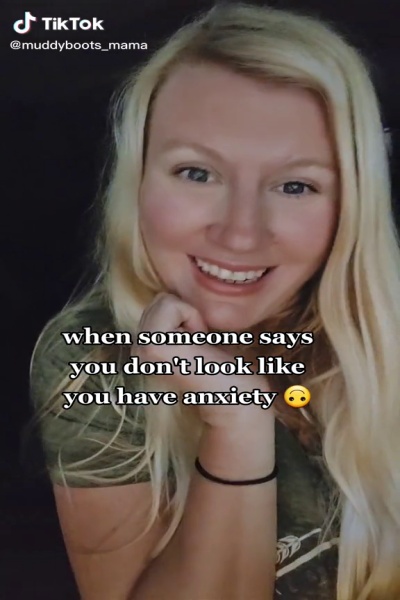 TikTok
@muddyboots_mama
when someone says
you don't look like
you have anxiety 🙃